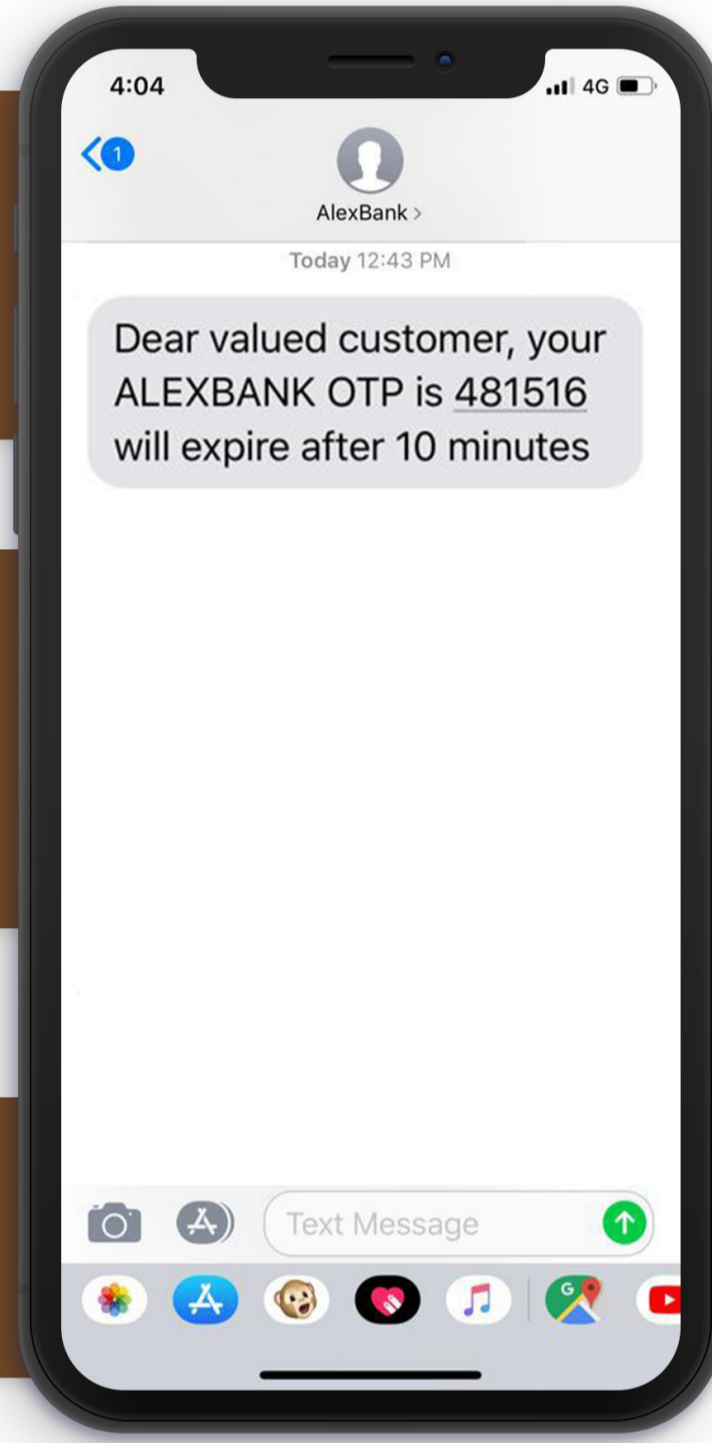 4:04
4G
1
AlexBank >
Today 12:43 PM
Dear valued customer, your
ALEXBANK OTP is 481516
will expire after 10 minutes
Text Message
G